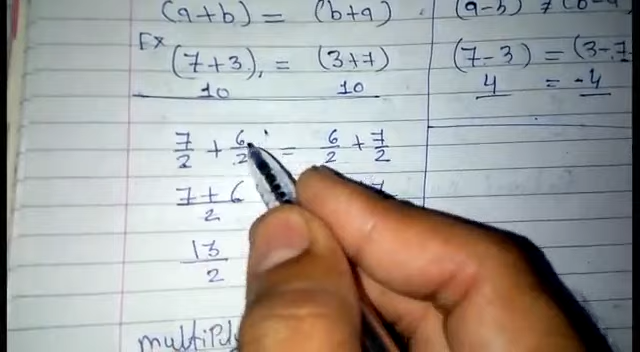 (a+b) = (b+a)
Ex (7+3) = (3+7)
10 10
7/2 + 6/2 = 6/2 + 7/2
7+6/2
13/2
(7-3) = (3-7
4 = -4